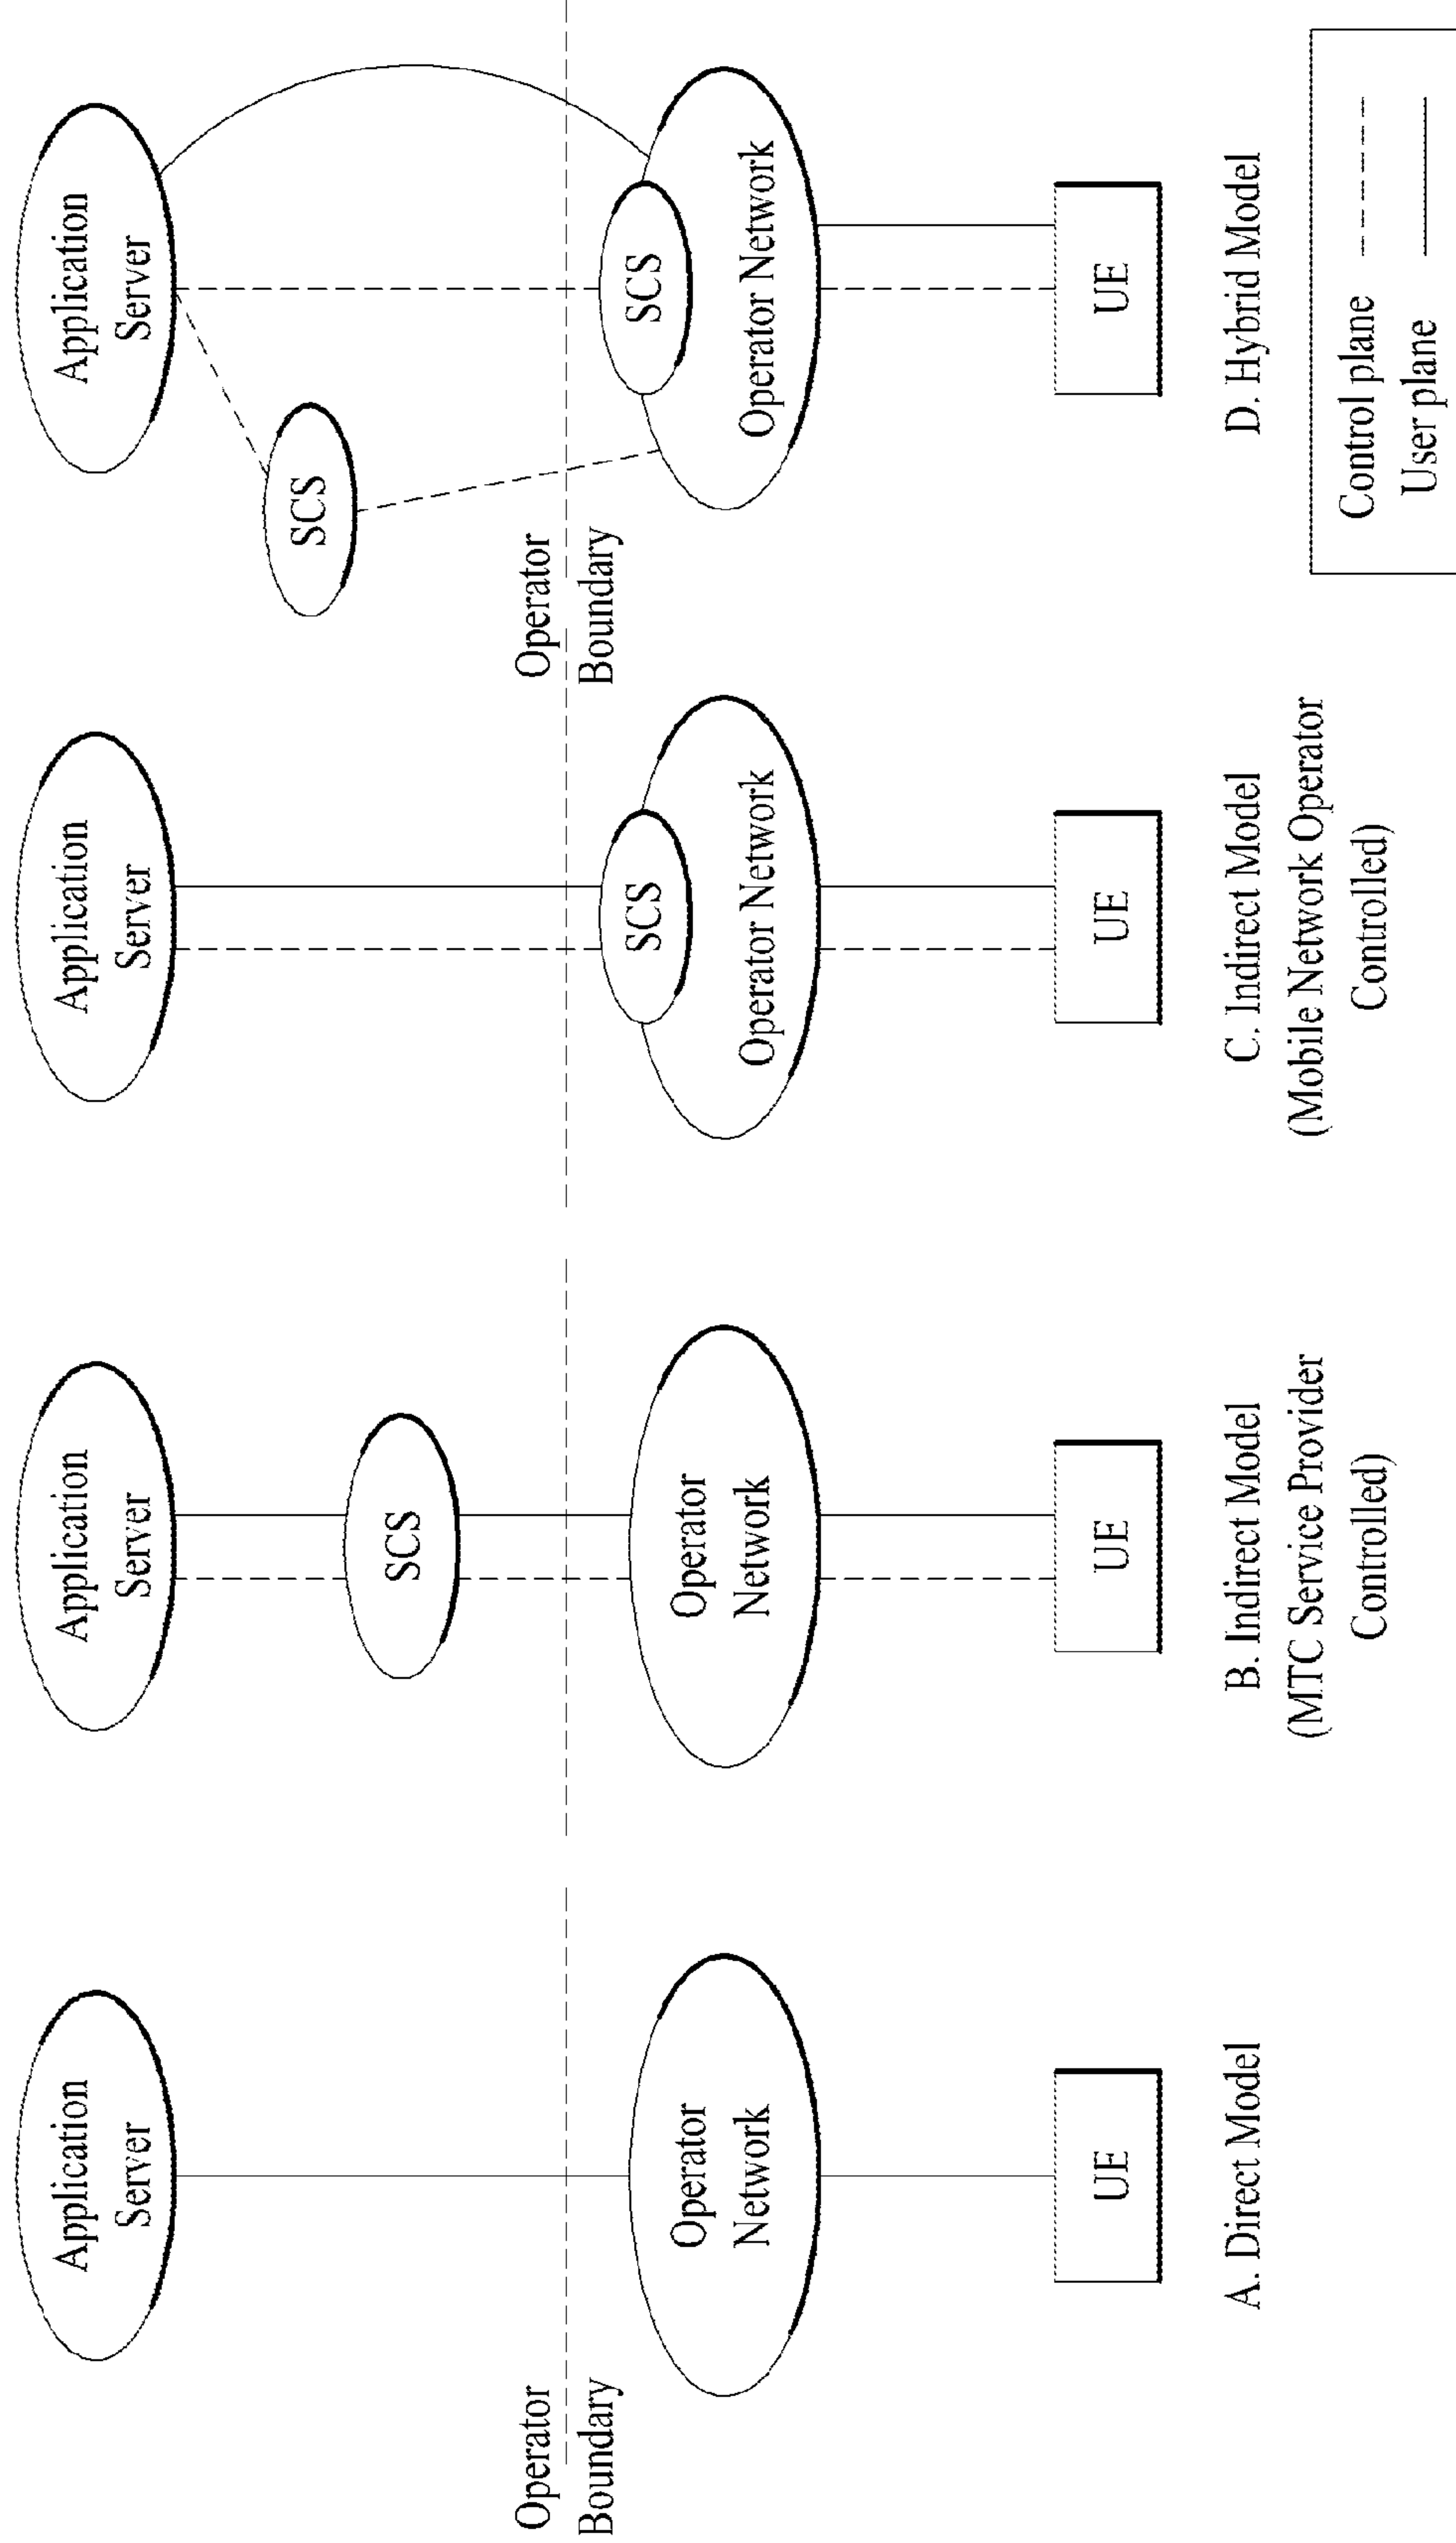 Application
Server
Operator
Boundary
Operator
Network
UE
A. Direct Model
Application
Server
SCS
Operator
Network
UE
B. Indirect Model
(MTC Service Provider
Controlled)
Application
Server
SCS
Operator Network
UE
C. Indirect Model
(Mobile Network Operator
Controlled)
Application
Server
SCS
Operator
Boundary
SCS
Operator Network
UE
D. Hybrid Model
Control plane
User plane